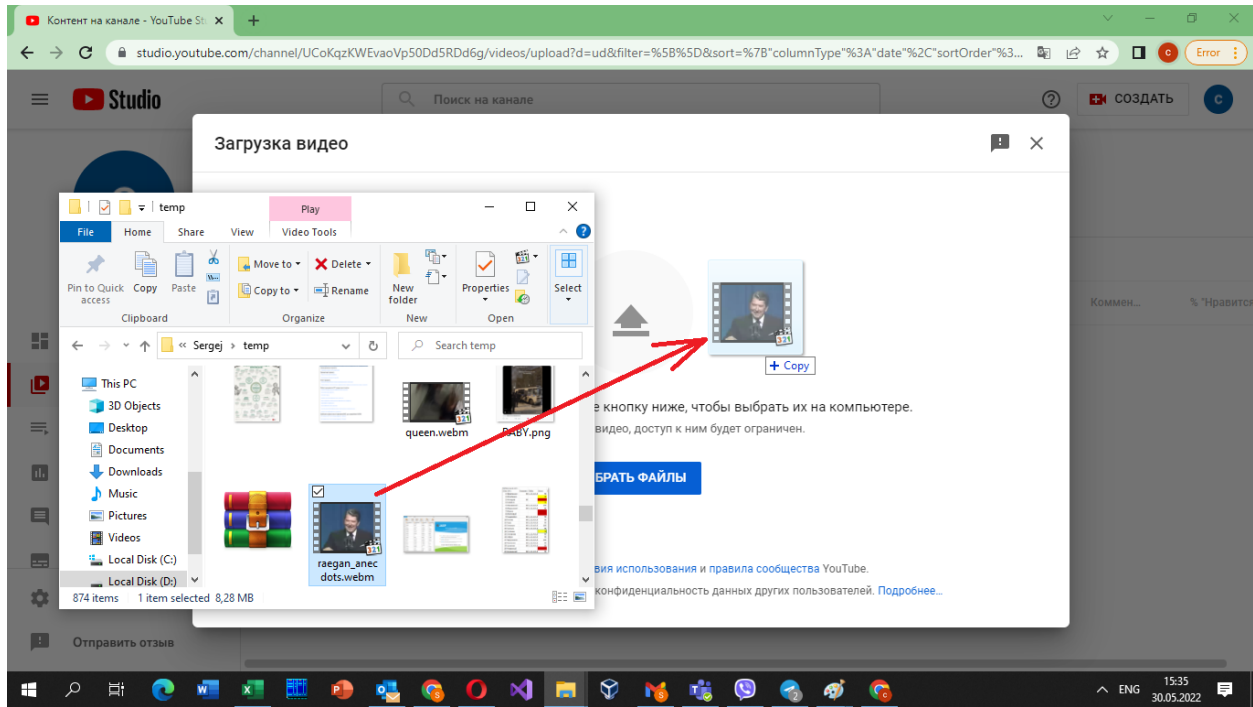 Контент на канале - YouTube St
studio.youtube.com/channel/UCoKqzKWEvaoVp50Dd5RDd6g/videos/upload?d=ud&filter=%5B%5D&sort=%7B"columnType"%3A"date"%2C"sortOrder"%3...
c
Error
Studio
Поиск на канале
СОЗДАТЬ
c
Загрузка видео
temp
Play
File
Home
Share
View
Video Tools
Pin to Quick access
Copy
Paste
Move to
Copy to
Delete
Rename
New folder
Properties
Select
Clipboard
Organize
New
Open
« Sergej › temp
Search temp
This PC
3D Objects
Desktop
Documents
Downloads
Music
Pictures
Videos
Local Disk (C:)
Local Disk (D:)
queen.webm
BABY.png
raegan_anec
dots.webm
321
874 items
1 item selected 8,28 MB
+ Copy
Коммен...
% "Нравится
кнопку ниже, чтобы выбрать их на компьютере.
видео, доступ к ним будет ограничен.
БРАТЬ ФАЙЛЫ
вия использования и правила сообщества YouTube.
конфиденциальность данных других пользователей. Подробнее...
Отправить отзыв
ENG
15:35
30.05.2022